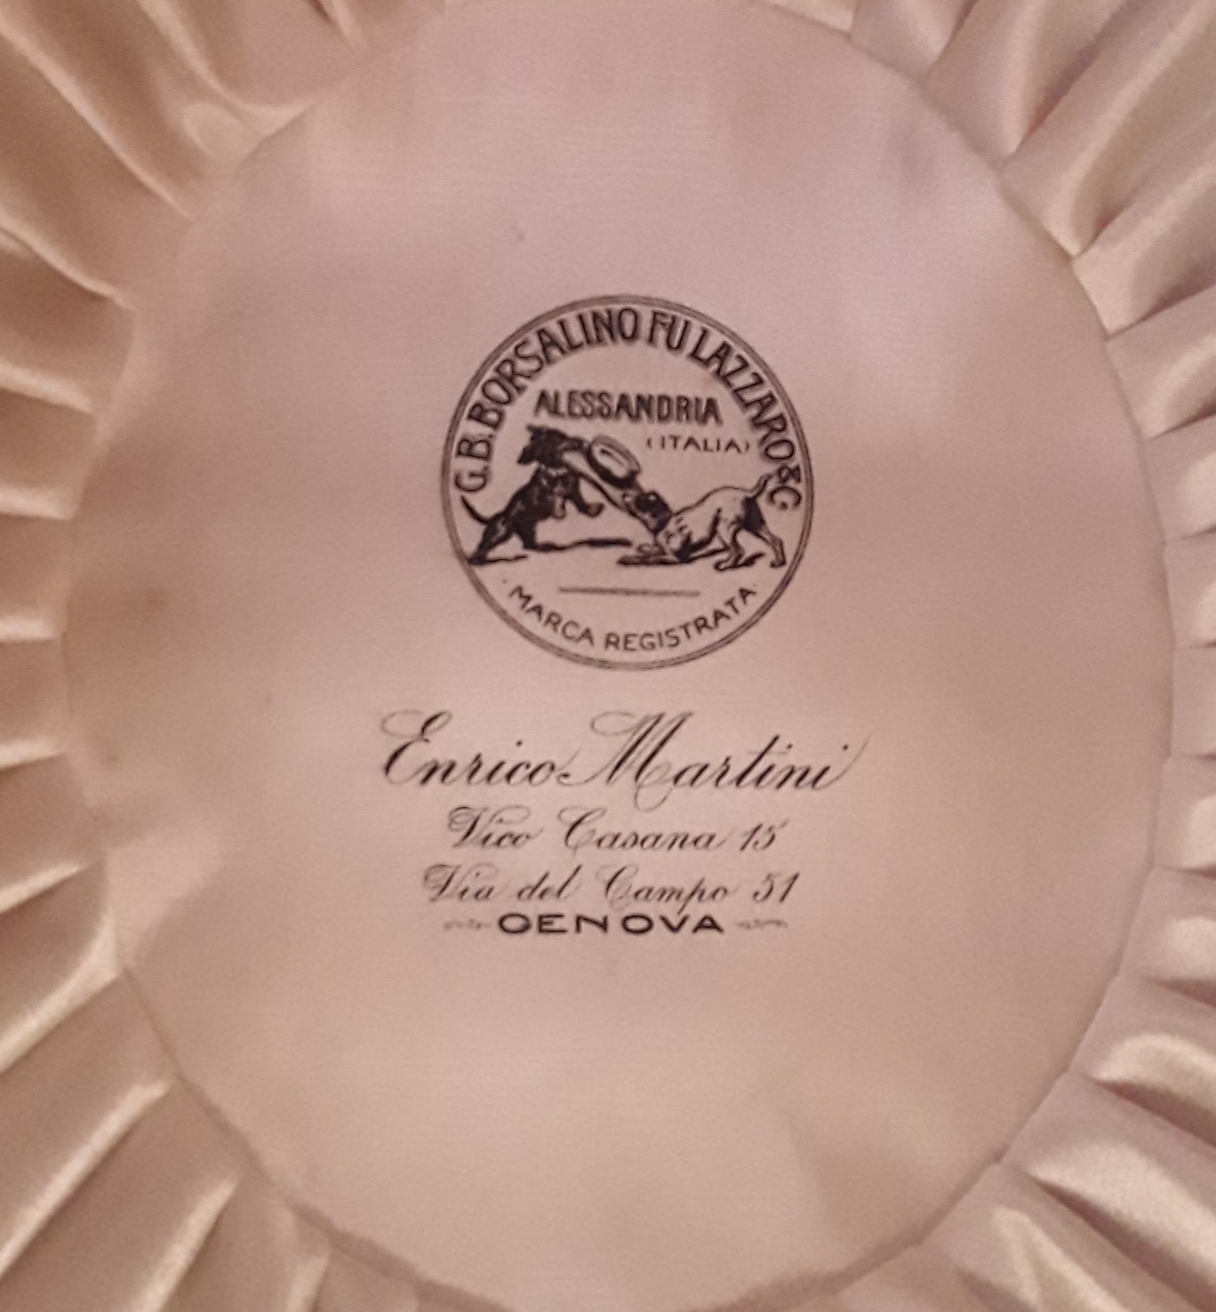 G.B. BORSALINO FU LAZZARO & C
ALESSANDRIA
(ITALIA)
MARCA REGISTRATA
Enrico Martini
Vico Casana 15
Via del Campo 51
GENOVA